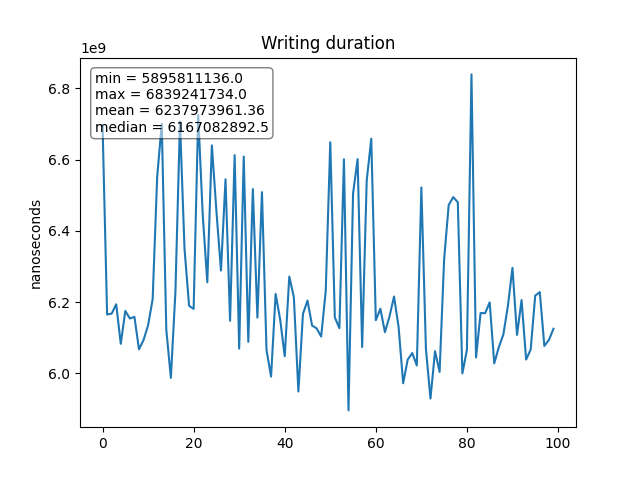 Writing duration
1e9
min = 5895811136.0
max = 6839241734.0
mean = 6237973961.36
median = 6167082892.5
nanoseconds
6.8
6.6
6.4
6.2
6.0
0 20 40 60 80 100